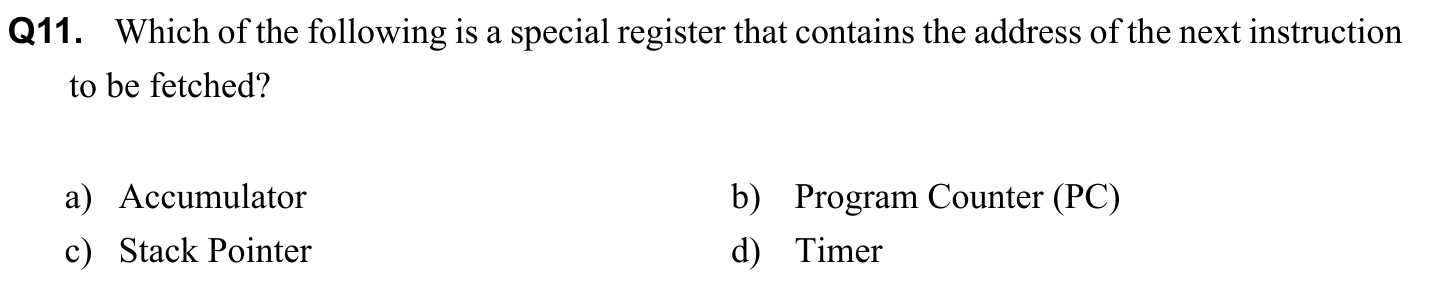 Q11. Which of the following is a special register that contains the address of the next instruction
to be fetched?
a) Accumulator b) Program Counter (PC)
c) Stack Pointer d) Timer